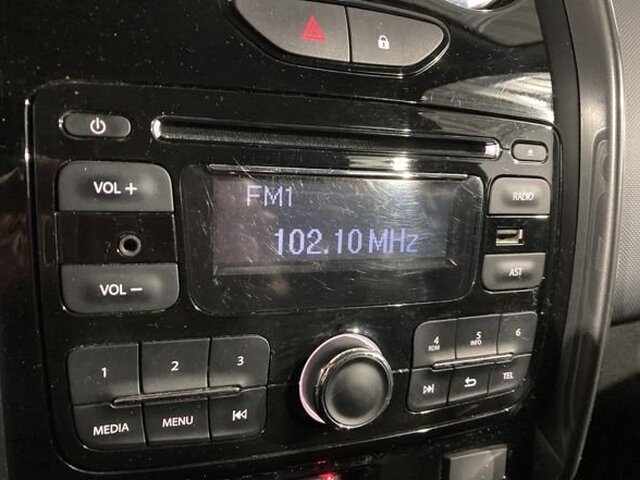 VOL +
FM1
RADIO
102.10 MHz
VOL −
AST
1 2 3
4
RDM
5
INFO
6
MEDIA MENU
TEL